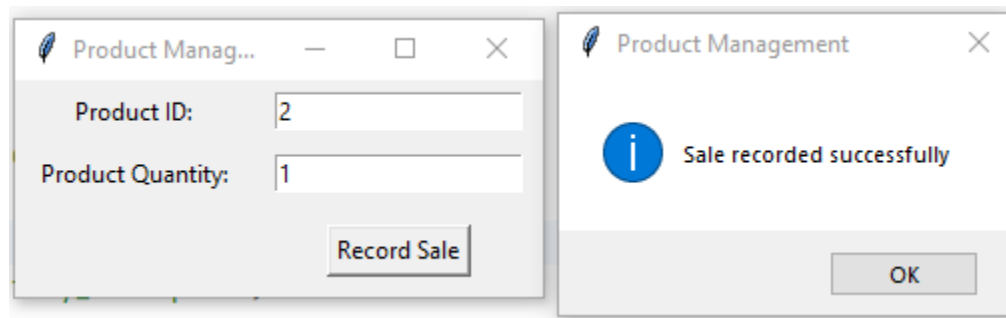 Product Manag...
Product ID:
2
Product Quantity:
1
Record Sale
Product Management
Sale recorded successfully
OK